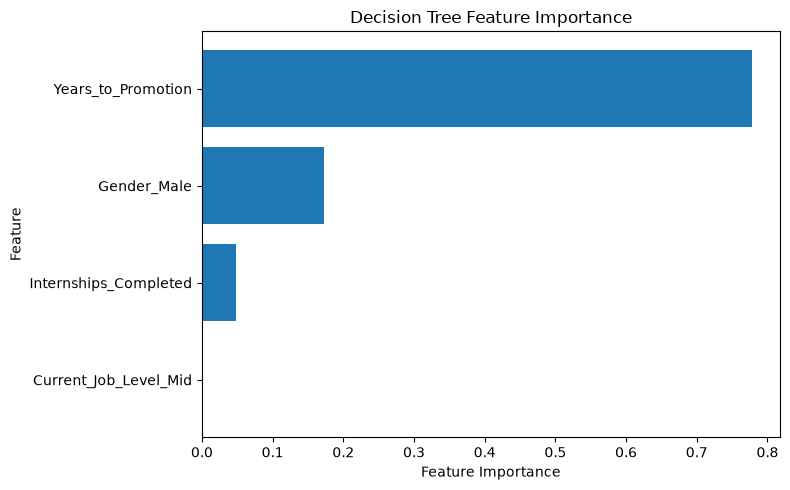 Decision Tree Feature Importance
Feature
Years_to_Promotion
Gender_Male
Internships_Completed
Current_Job_Level_Mid
0.0 0.1 0.2 0.3 0.4 0.5 0.6 0.7 0.8
Feature Importance